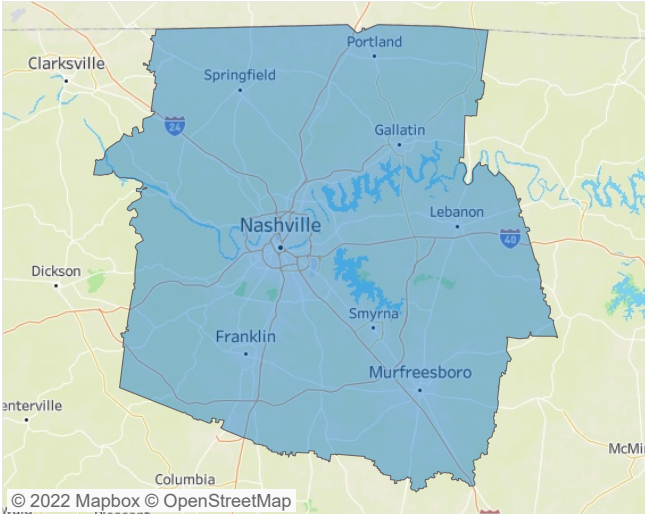 Portland
Clarksville
Springfield
24
Gallatin
Nashville
Lebanon
40
Dickson
Smyrna
Franklin
Murfreesboro
enterville
McMi
Columbia
© 2022 Mapbox © OpenStreetMap